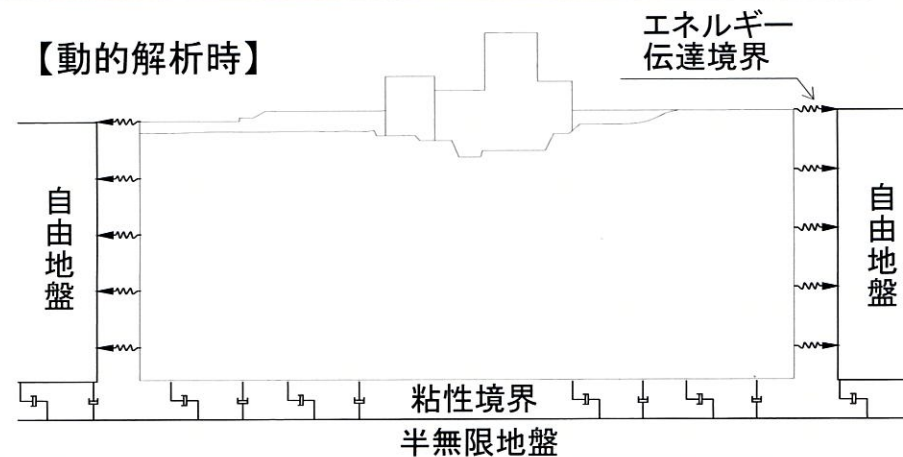 【動的解析時】
エネルギー
伝達境界
自由地盤
自由地盤
粘性境界
半無限地盤